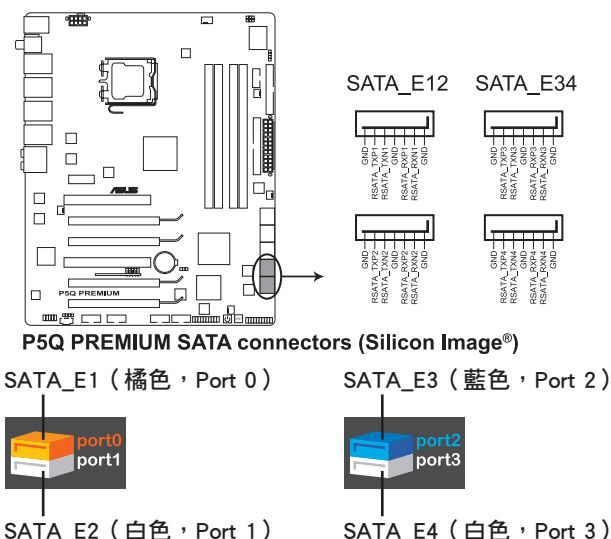 SATA_E12 SATA_E34
GND
RSATA_TXP1
RSATA_TXN1
GND
RSATA_RXP1
RSATA_RXN1
GND
GND
RSATA_TXP3
RSATA_TXN3
GND
RSATA_RXP3
RSATA_RXN3
GND
GND
RSATA_TXP2
RSATA_TXN2
GND
RSATA_RXP2
RSATA_RXN2
GND
GND
RSATA_TXP4
RSATA_TXN4
GND
RSATA_RXP4
RSATA_RXN4
GND
ASUS
P5Q PREMIUM
P5Q PREMIUM SATA connectors (Silicon Image®)
SATA_E1（橘色，Port 0） SATA_E3（藍色，Port 2）
port0 port2
port1 port3
SATA_E2（白色，Port 1） SATA_E4（白色，Port 3）